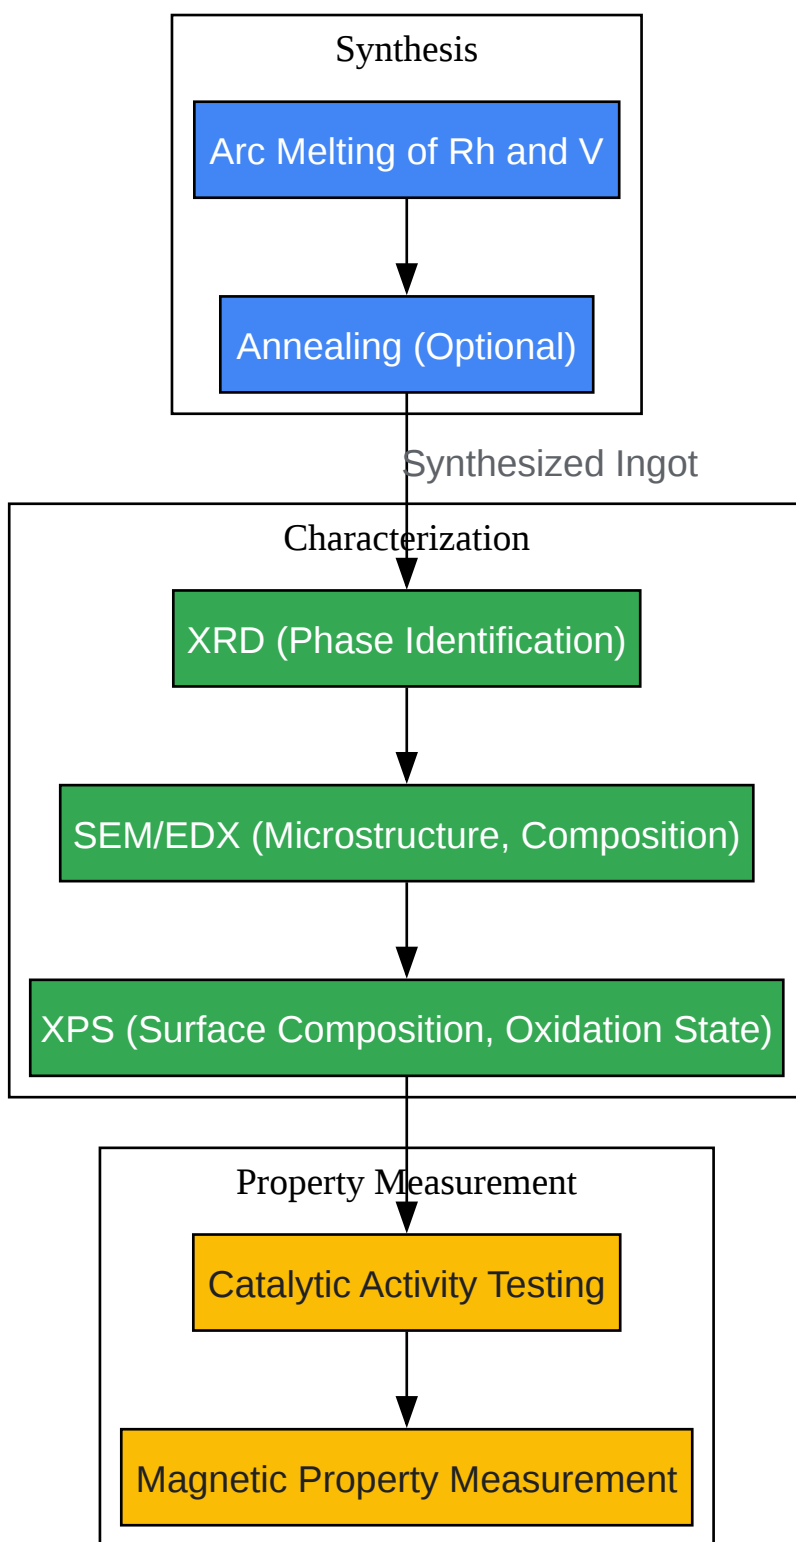 Synthesis
Arc Melting of Rh and V
Annealing (Optional)
Synthesized Ingot
Characterization
XRD (Phase Identification)
SEM/EDX (Microstructure, Composition)
XPS (Surface Composition, Oxidation State)
Property Measurement
Catalytic Activity Testing
Magnetic Property Measurement